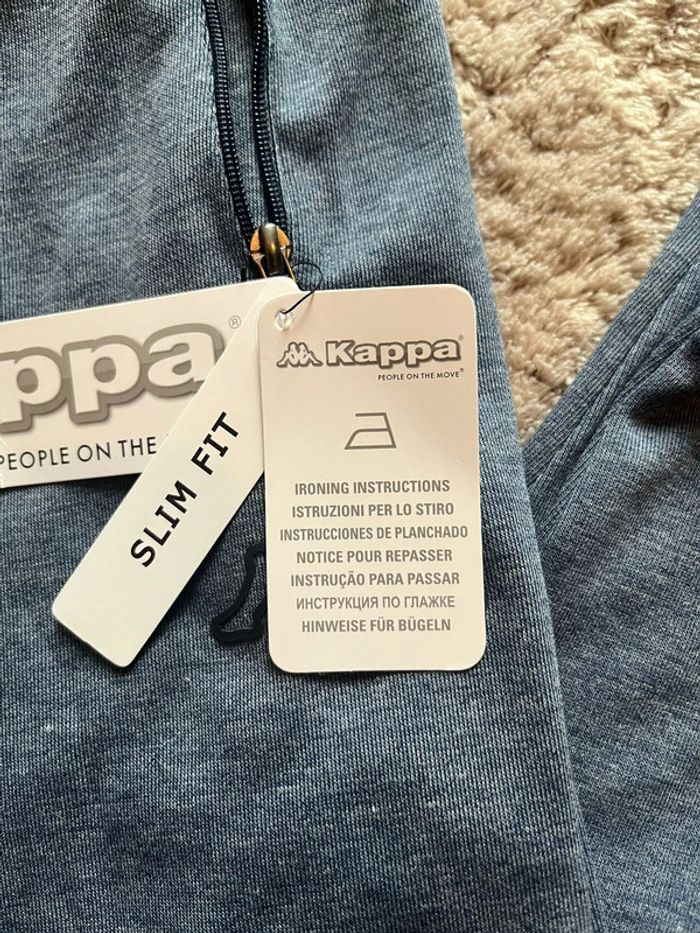 ppa®
PEOPLE ON THE
SLIM FIT
Kappa®
PEOPLE ON THE MOVE®
IRONING INSTRUCTIONS
ISTRUZIONI PER LO STIRO
INSTRUCCIONES DE PLANCHADO
NOTICE POUR REPASSER
INSTRUÇÃO PARA PASSAR
ИНСТРУКЦИЯ ПО ГЛАЖКЕ
HINWEISE FÜR BÜGELN